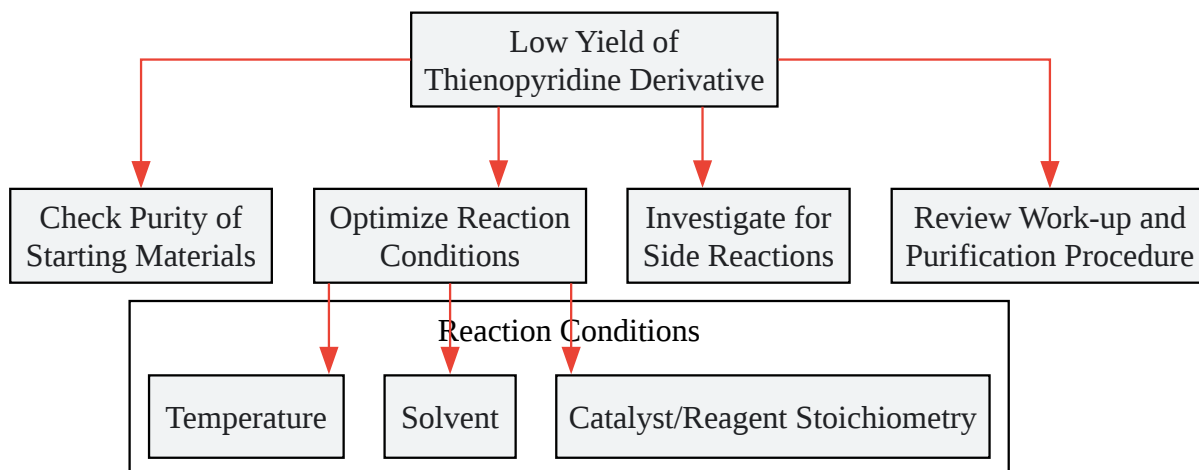 Low Yield of
Thienopyridine Derivative
Check Purity of
Starting Materials
Optimize Reaction
Conditions
Investigate for
Side Reactions
Review Work-up and
Purification Procedure
Reaction Conditions
Temperature
Solvent
Catalyst/Reagent Stoichiometry